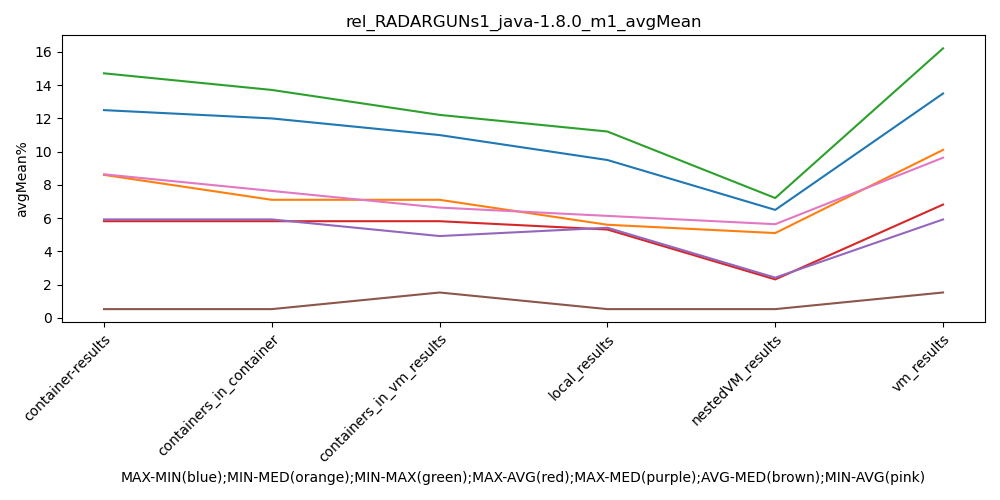 rel_RADARGUNs1_java-1.8.0_m1_avgMean
avgMean%
16
14
12
10
8
6
4
2
0
container-results
containers_in_container
containers_in_vm_results
local_results
nestedVM_results
vm_results
MAX-MIN(blue);MIN-MED(orange);MIN-MAX(green);MAX-AVG(red);MAX-MED(purple);AVG-MED(brown);MIN-AVG(pink)